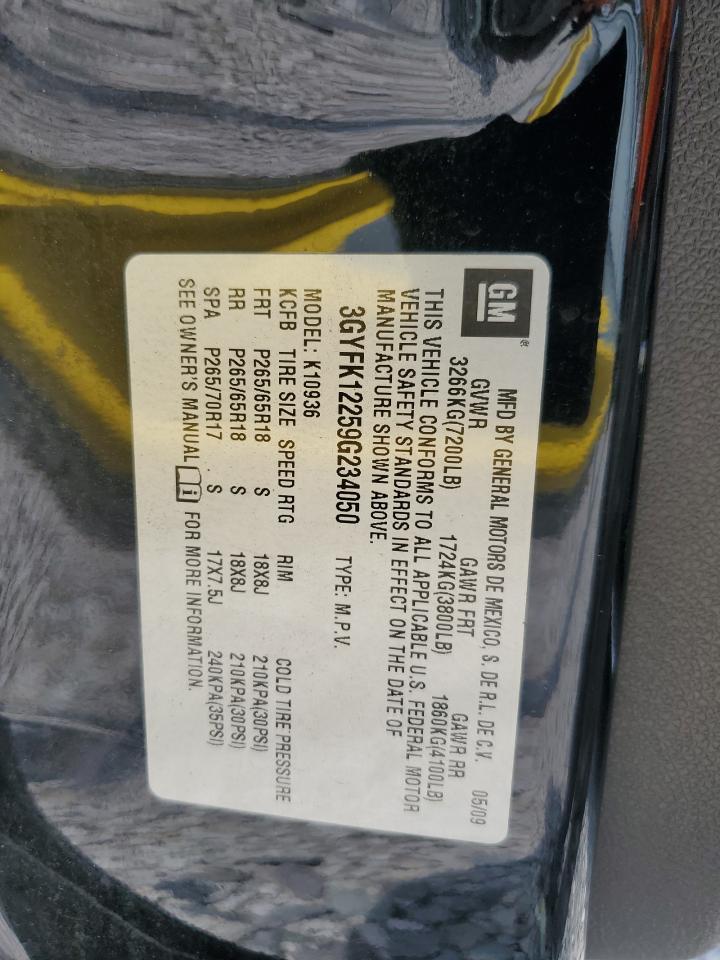 GM®
MFD BY GENERAL MOTORS DE MEXICO, S. DE R.L. DE C.V. 05/09
GVWR GAWR FRT GAWR RR
3266KG(7200LB) 1724KG(3800LB) 1860KG(4100LB)
THIS VEHICLE CONFORMS TO ALL APPLICABLE U.S. FEDERAL MOTOR
VEHICLE SAFETY STANDARDS IN EFFECT ON THE DATE OF
MANUFACTURE SHOWN ABOVE.
3GYFK12259G234050 TYPE: M.P.V.
MODEL: K10936
KCFB TIRE SIZE SPEED RTG RIM COLD TIRE PRESSURE
FRT P265/65R18 S 18X8J 210KPA(30PSI)
RR P265/65R18 S 18X8J 210KPA(30PSI)
SPA P265/70R17 S 17X7.5J 240KPA(35PSI)
SEE OWNER'S MANUAL i FOR MORE INFORMATION.